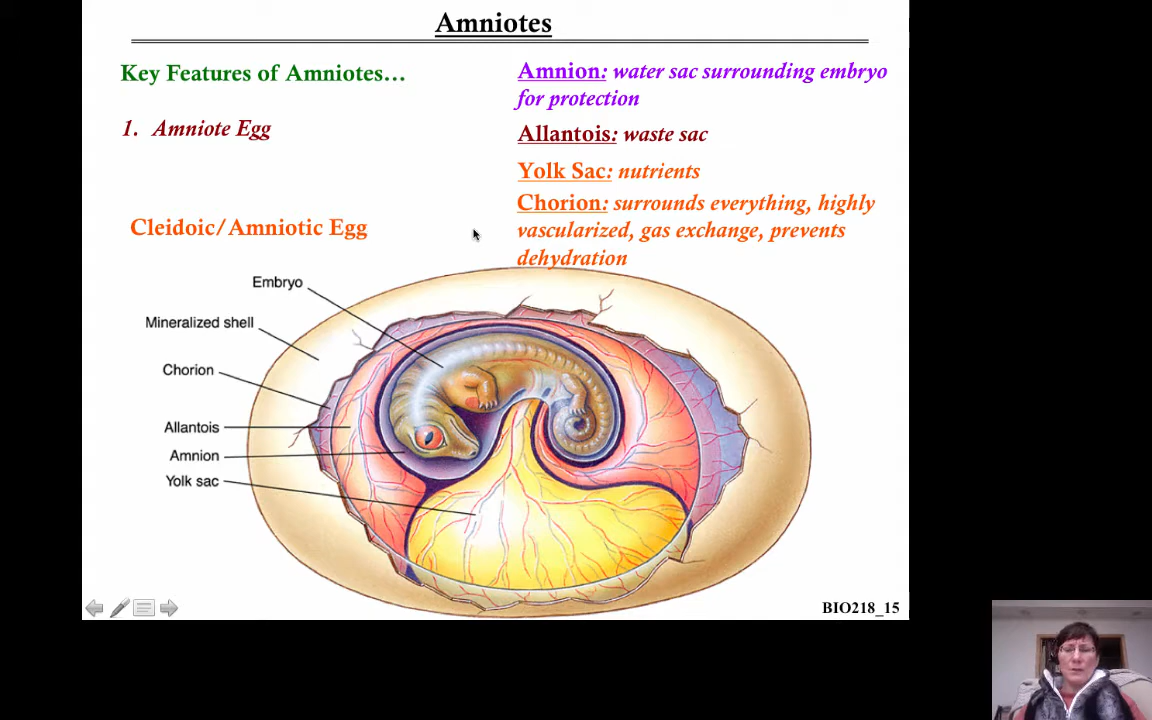 Amniotes
Key Features of Amniotes...
1. Amniote Egg
Cleidoic/Amniotic Egg
Amnion: water sac surrounding embryo
for protection
Allantois: waste sac
Yolk Sac: nutrients
Chorion: surrounds everything, highly
vascularized, gas exchange, prevents
dehydration
Embryo
Mineralized shell
Chorion
Allantois
Amnion
Yolk sac
BIO218_15